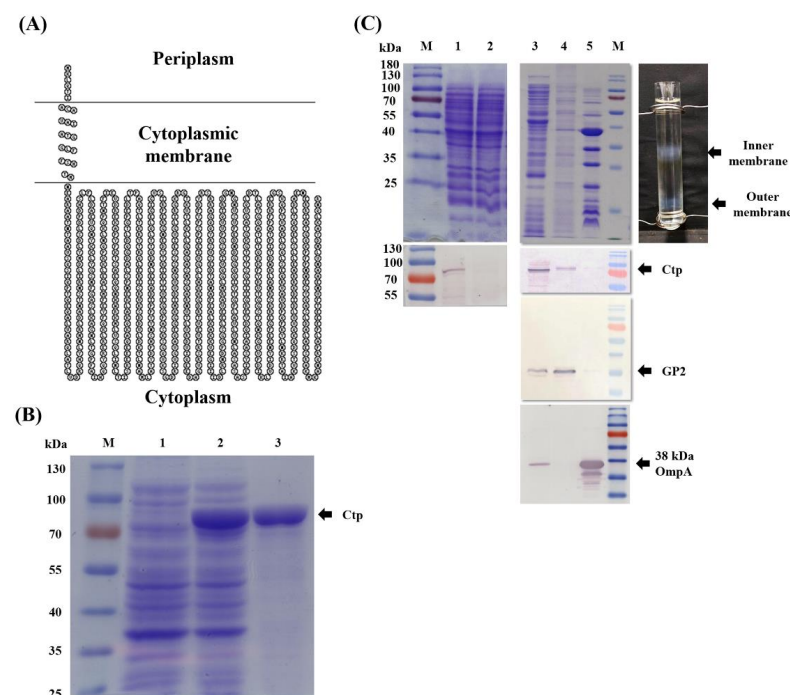 (A)
Periplasm
Cytoplasmic
membrane
Cytoplasm
(B)
kDa M 1 2 3
130
100
70
55
40
35
25
Ctp
(C)
kDa M 1 2 3 4 5 M
180
130
100
70
55
40
35
25
Inner
membrane
Outer
membrane
130
100
70
55
Ctp
GP2
38 kDa
OmpA